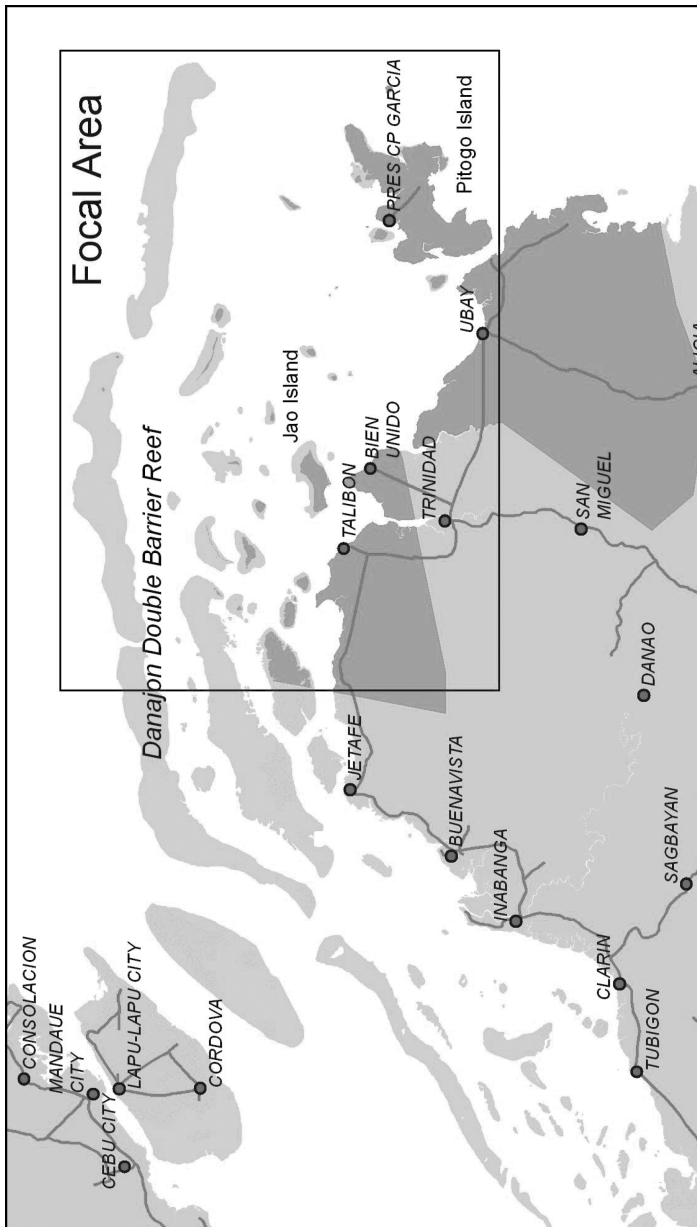 CONSOLACION
MANDAUE
CITY
Focal Area
CEBU CITY
LAPU-LAPU CITY
Danajon Double Barrier Reef
CORDOVA
Jao Island
TALIBON
JETAFE
BIEN
UNIDO
PRES CP GARCIA
TRINIDAD
BUENAVISTA
Pitogo Island
UBAY
INABANGA
SAN
MIGUEL
CLARIN
DANAO
TUBIGON
SAGBAYAN